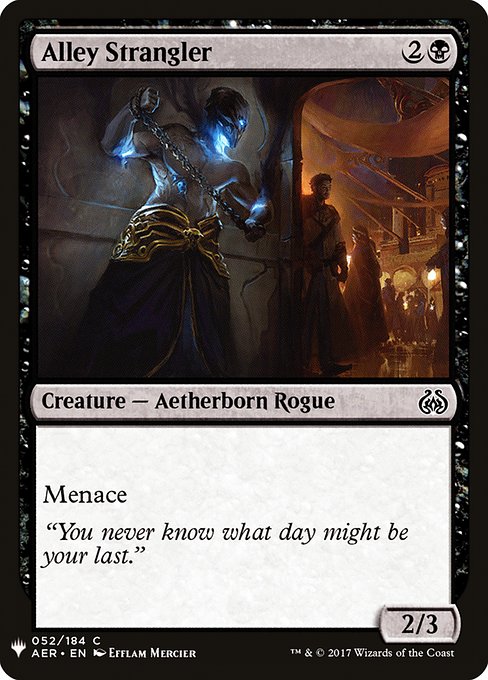 Alley Strangler 2
Creature — Aetherborn Rogue
Menace
“You never know what day might be
your last.”
2/3
052/184 C
AER • EN Efflam Mercier
™ & © 2017 Wizards of the Coast